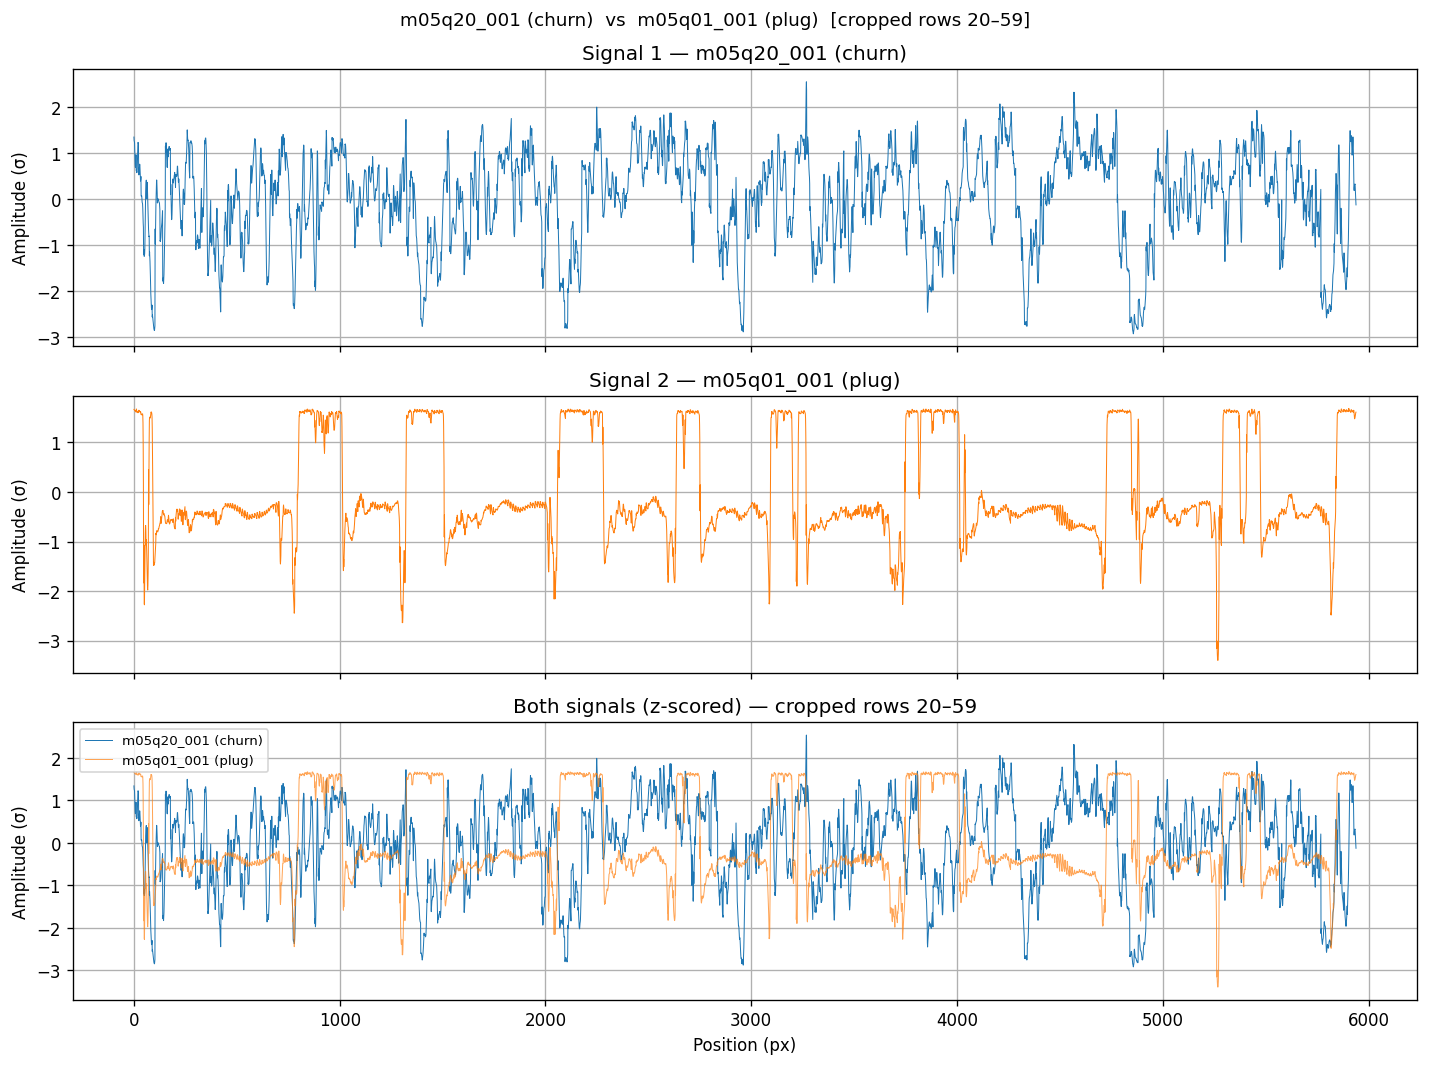 m05q20_001 (churn)  vs  m05q01_001 (plug)  [cropped rows 20–59]
Signal 1 — m05q20_001 (churn)
Amplitude (σ)
2
1
0
−1
−2
−3
Signal 2 — m05q01_001 (plug)
Amplitude (σ)
1
0
−1
−2
−3
Both signals (z-scored) — cropped rows 20–59
m05q20_001 (churn)
m05q01_001 (plug)
Amplitude (σ)
2
1
0
−1
−2
−3
0 1000 2000 3000 4000 5000 6000
Position (px)